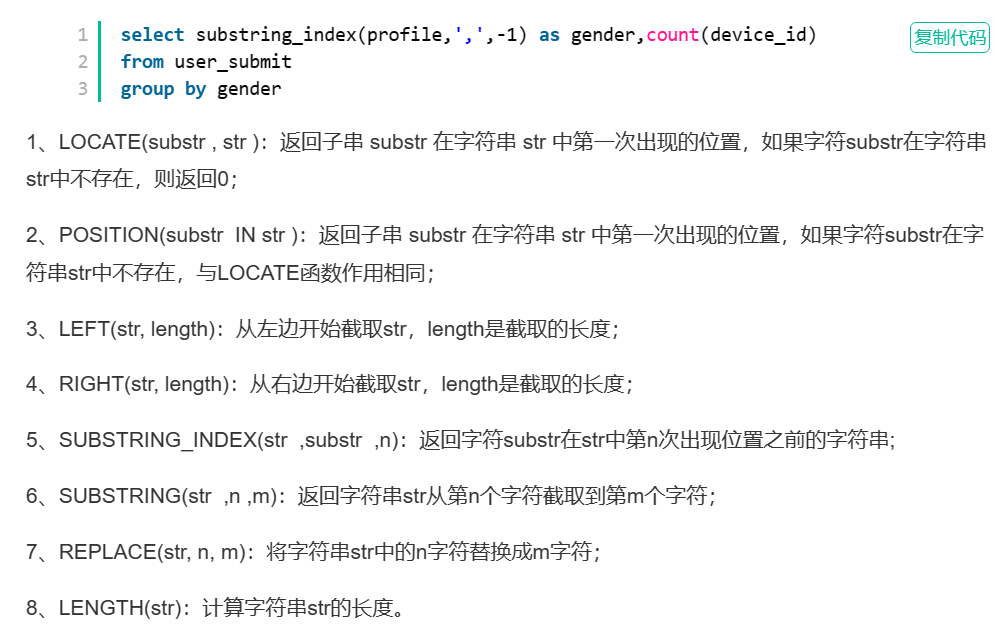 1 select substring_index(profile,',',-1) as gender,count(device_id)
复制代码
2 from user_submit
3 group by gender
1、LOCATE(substr , str )：返回子串 substr 在字符串 str 中第一次出现的位置，如果字符substr在字符串
str中不存在，则返回0；
2、POSITION(substr  IN str )：返回子串 substr 在字符串 str 中第一次出现的位置，如果字符substr在字
符串str中不存在，与LOCATE函数作用相同；
3、LEFT(str, length)：从左边开始截取str，length是截取的长度；
4、RIGHT(str, length)：从右边开始截取str，length是截取的长度；
5、SUBSTRING_INDEX(str  ,substr  ,n)：返回字符substr在str中第n次出现位置之前的字符串;
6、SUBSTRING(str  ,n ,m)：返回字符串str从第n个字符截取到第m个字符；
7、REPLACE(str, n, m)：将字符串str中的n字符替换成m字符；
8、LENGTH(str)：计算字符串str的长度。